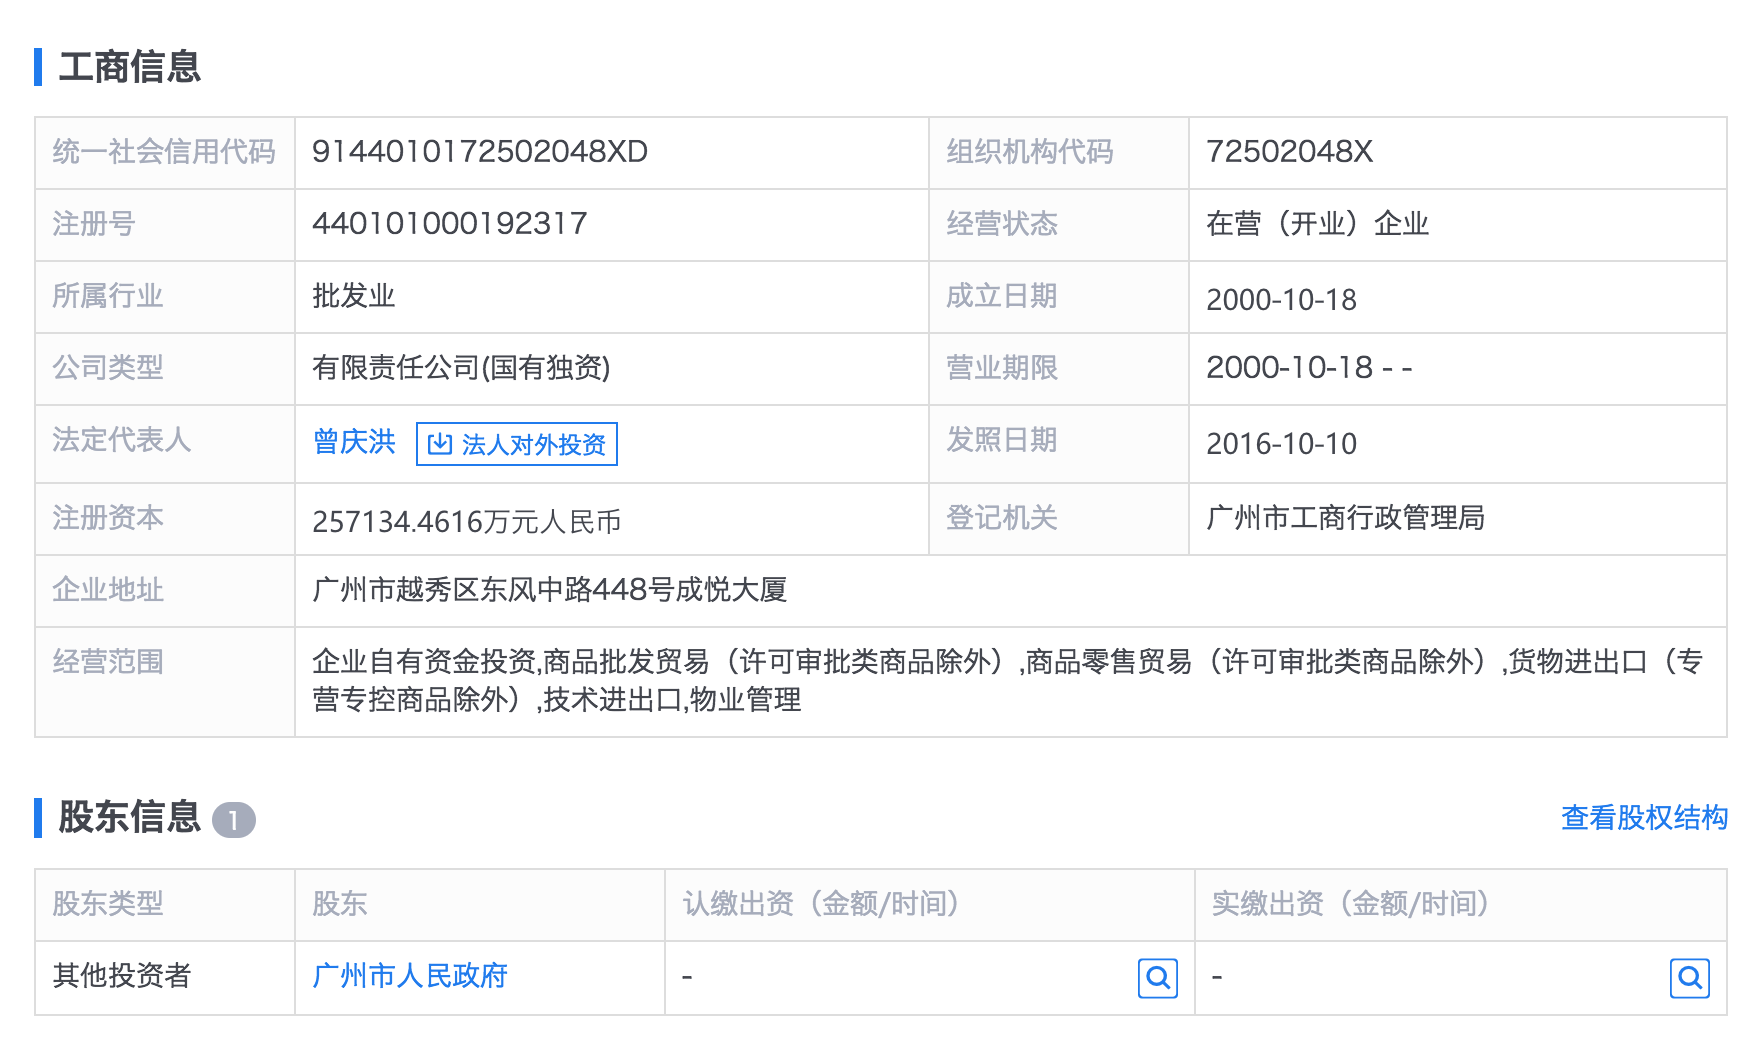 工商信息
统一社会信用代码 91440101725020​48XD 组织机构代码 72502048X
注册号 440101000192317 经营状态 在营（开业）企业
所属行业 批发业 成立日期 2000-10-18
公司类型 有限责任公司(国有独资) 营业期限 2000-10-18 - -
法定代表人 曾庆洪 法人对外投资 发照日期 2016-10-10
注册资本 257134.4616万元人民币 登记机关 广州市工商行政管理局
企业地址 广州市越秀区东风中路448号成悦大厦
经营范围 企业自有资金投资,商品批发贸易（许可审批类商品除外）,商品零售贸易（许可审批类商品除外）,货物进出口（专
营专控商品除外）,技术进出口,物业管理
股东信息 1 查看股权结构
股东类型 股东 认缴出资（金额/时间） 实缴出资（金额/时间）
其他投资者 广州市人民政府 - -